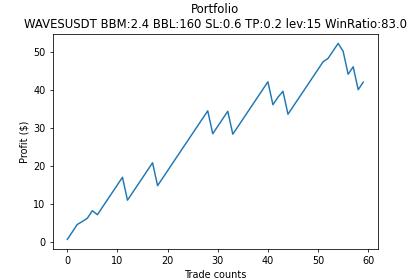 Portfolio
WAVESUSDT BBM:2.4 BBL:160 SL:0.6 TP:0.2 lev:15 WinRatio:83.0
50
40
30
20
10
0
Profit ($)
0 10 20 30 40 50 60
Trade counts